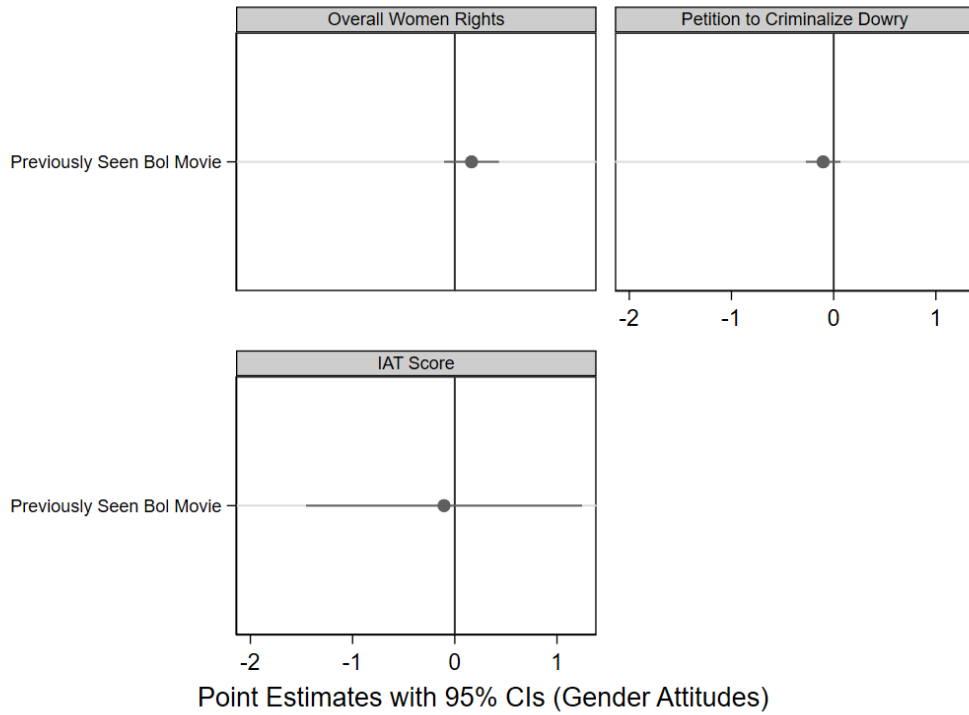 Overall Women Rights
Petition to Criminalize Dowry
Previously Seen Bol Movie
-2 -1 0 1
IAT Score
Previously Seen Bol Movie
-2 -1 0 1
Point Estimates with 95% CIs (Gender Attitudes)